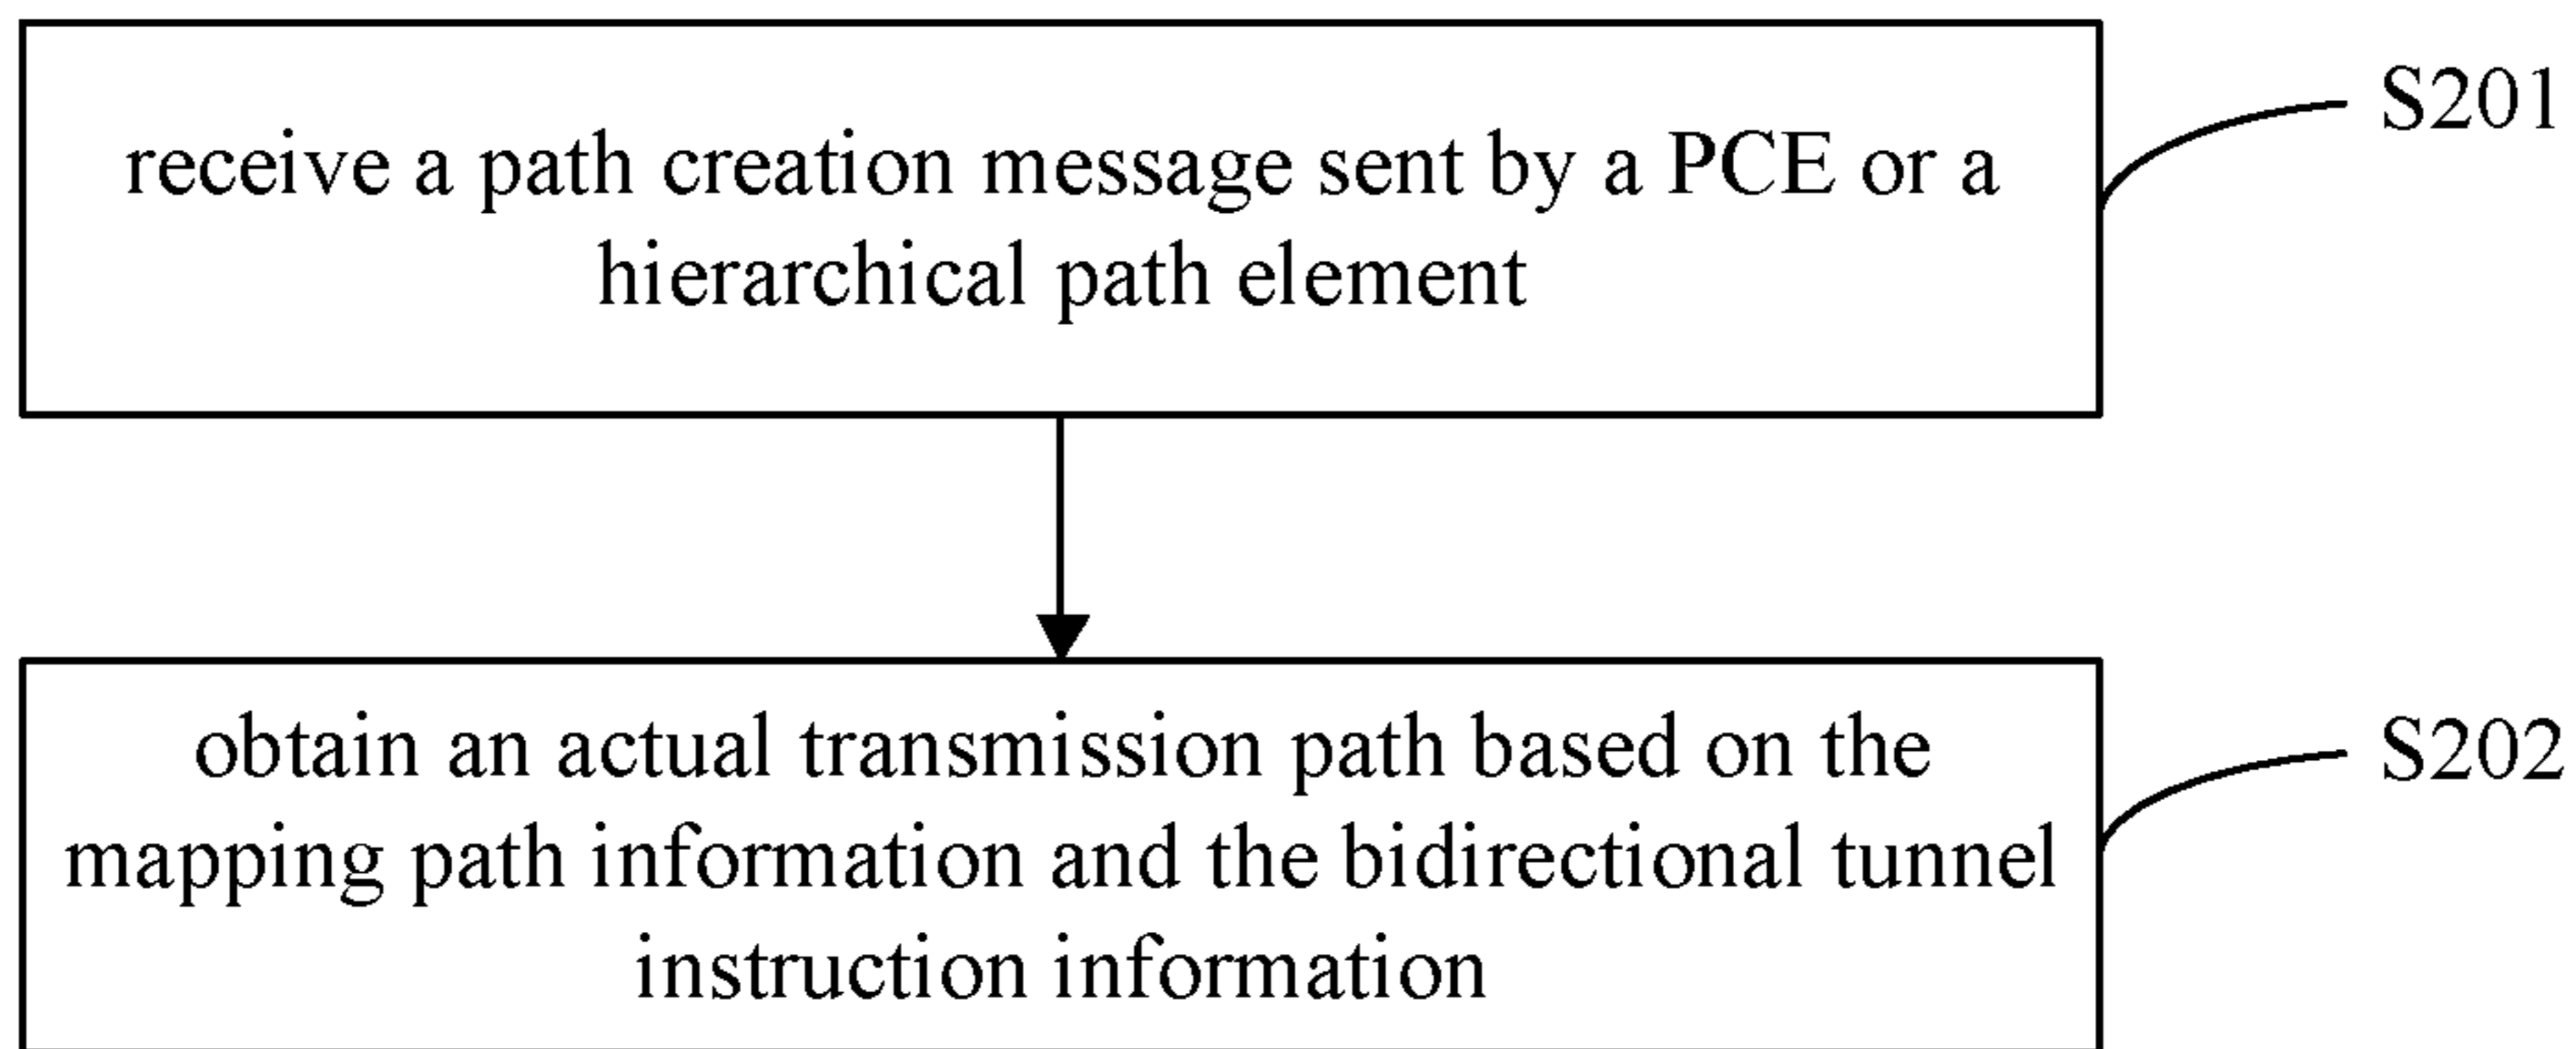 receive a path creation message sent by a PCE or a
hierarchical path element
S201
obtain an actual transmission path based on the
mapping path information and the bidirectional tunnel
instruction information
S202